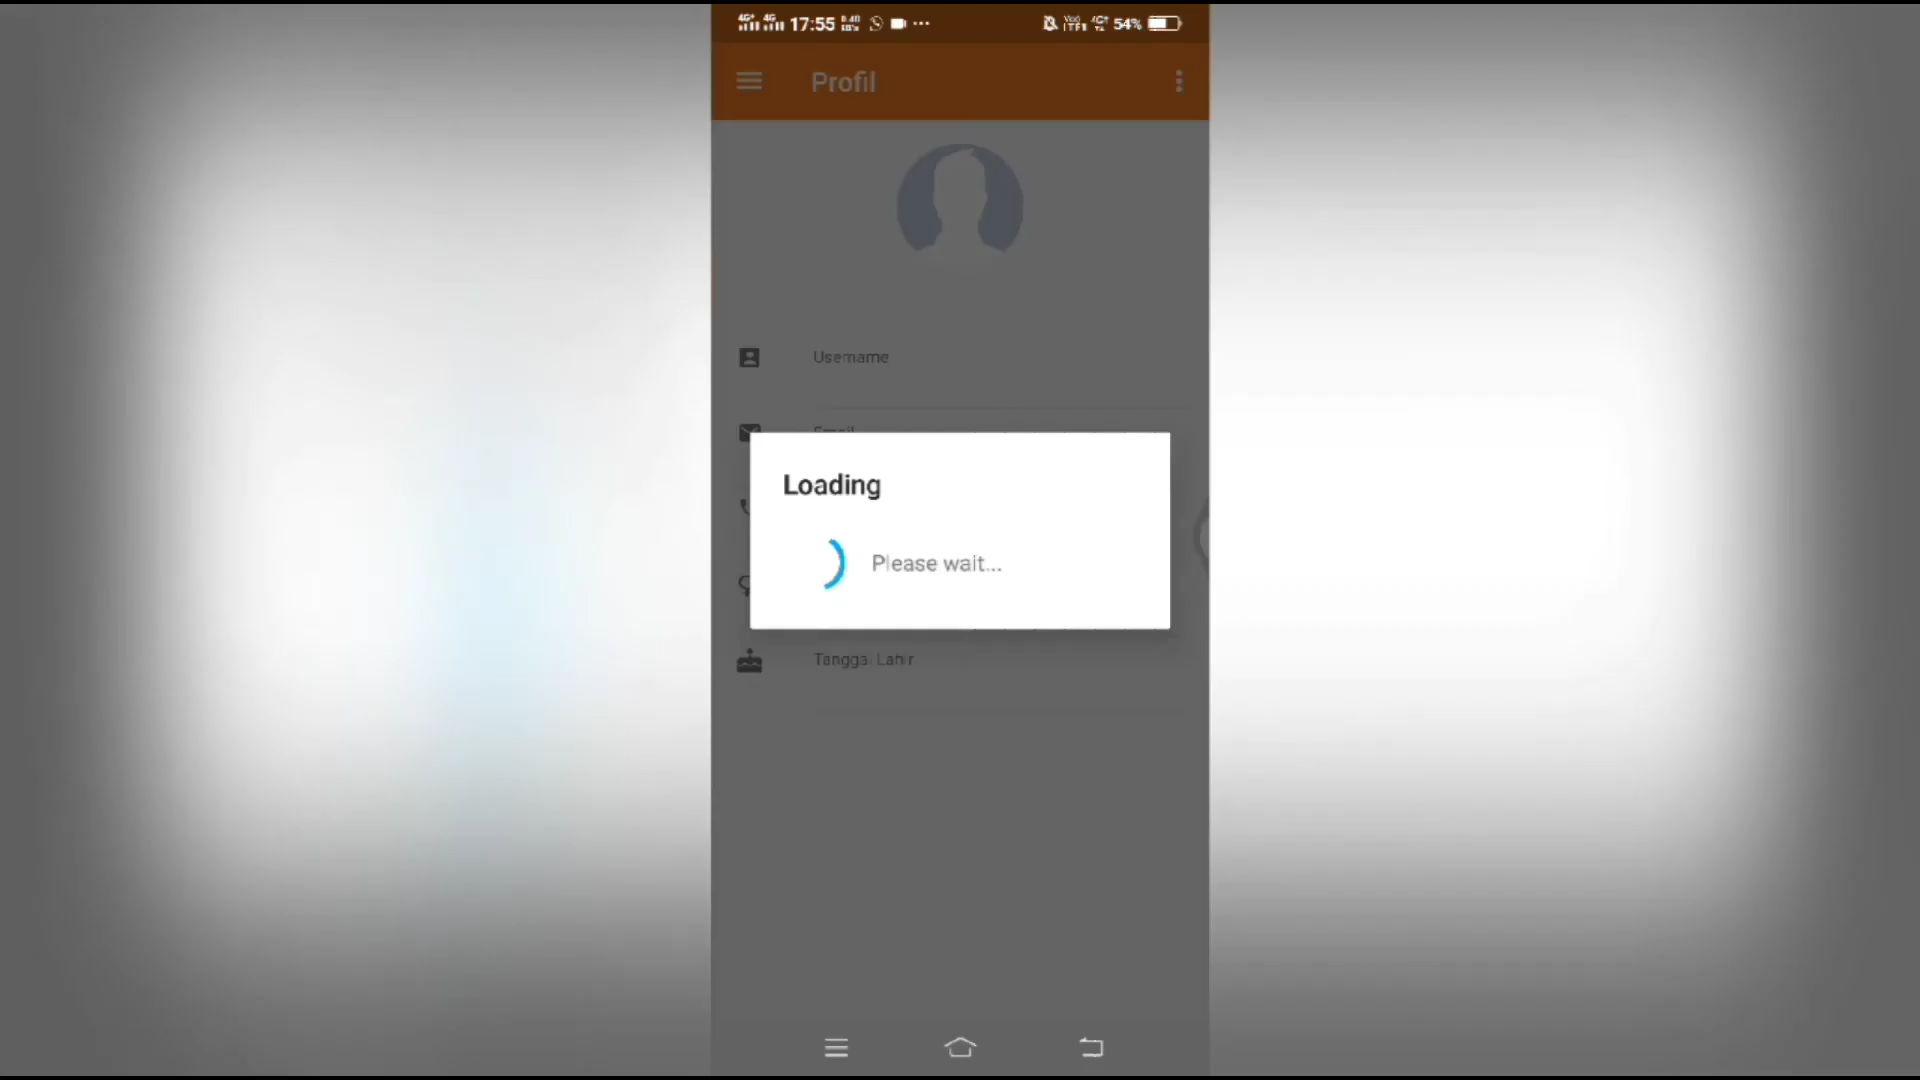 17:55 54%
Profil
Username
Email
Loading
Please wait...
Tanggal Lahir